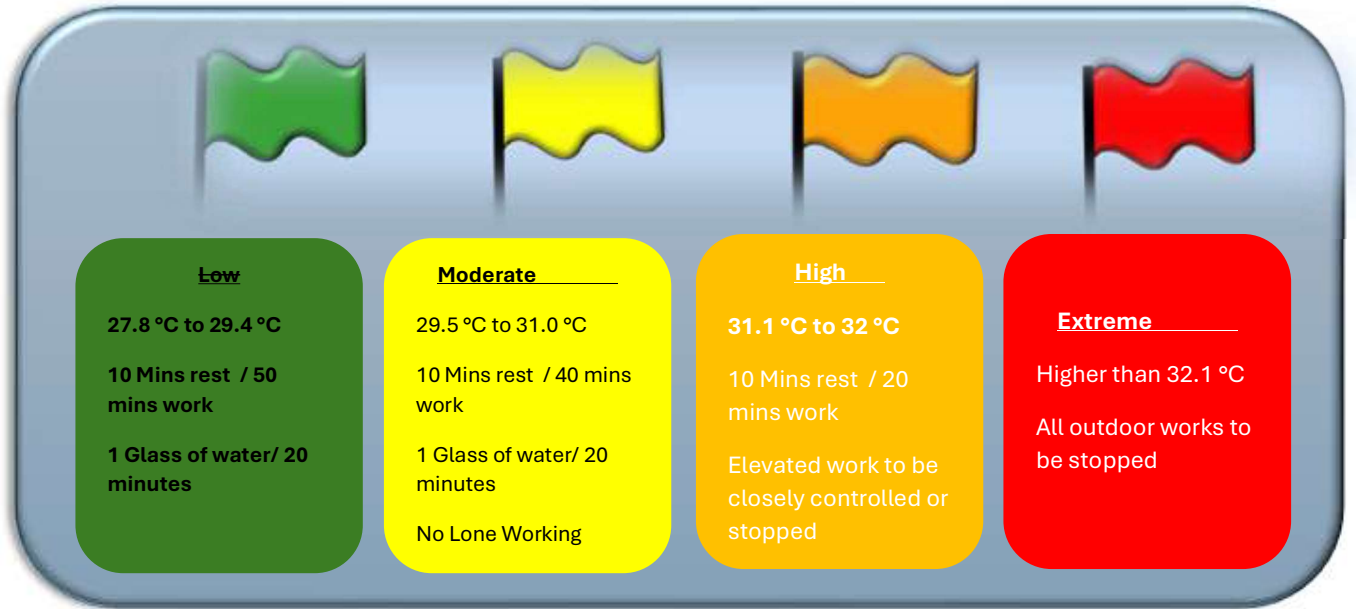 Low
27.8 °C to 29.4 °C
10 Mins rest / 50
mins work
1 Glass of water/ 20
minutes
Moderate
29.5 °C to 31.0 °C
10 Mins rest / 40 mins
work
1 Glass of water/ 20
minutes
No Lone Working
High
31.1 °C to 32 °C
10 Mins rest / 20
mins work
Elevated work to be
closely controlled or
stopped
Extreme
Higher than 32.1 °C
All outdoor works to
be stopped